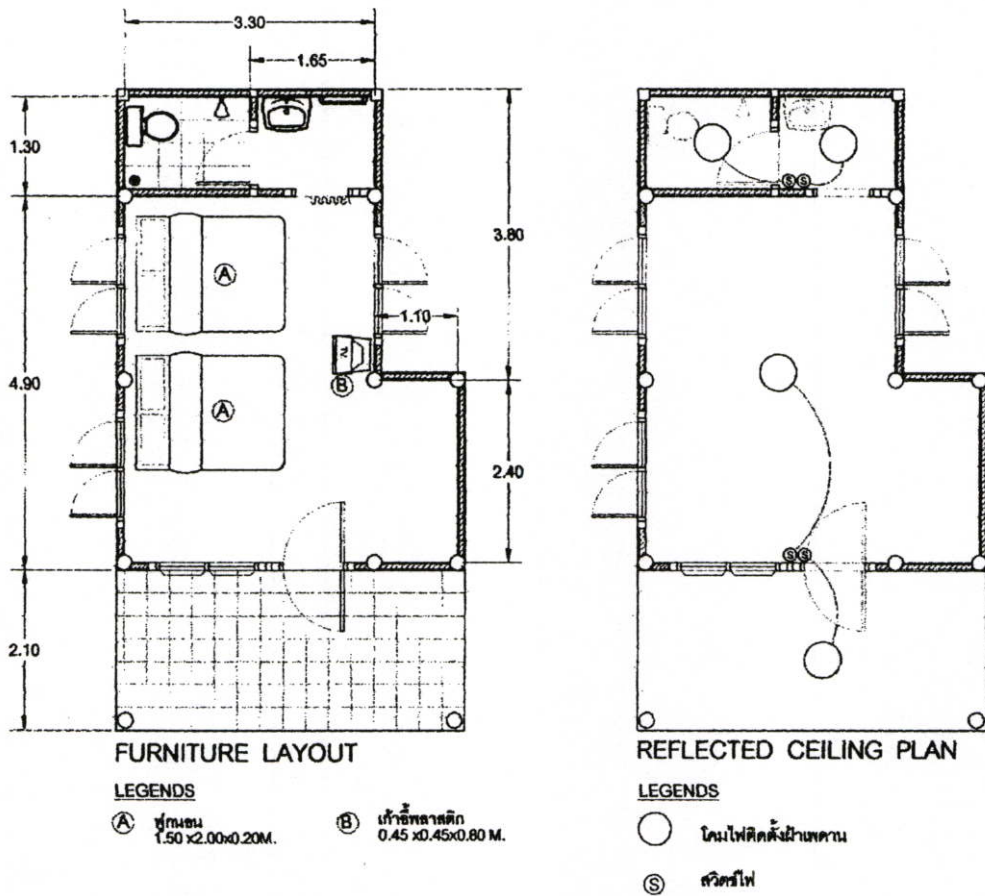 3.30
1.65
1.30
3.80
1.10
4.90
2.40
2.10
A
A
TV
B
S S
S S
FURNITURE LAYOUT
LEGENDS
A ฟูกนอน
1.50 x2.00x0.20M.
B เก้าอี้พลาสติก
0.45 x0.45x0.80 M.
REFLECTED CEILING PLAN
LEGENDS
โคมไฟติดตั้งฝ้าเพดาน
S สวิตช์ไฟ